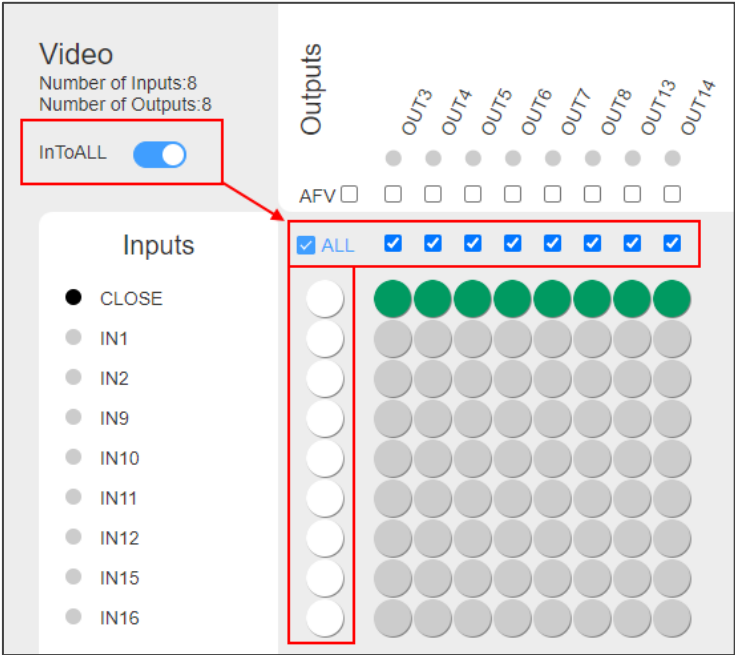 Video
Number of Inputs:8
Number of Outputs:8
InToALL
Outputs
OUT3
OUT4
OUT5
OUT6
OUT7
OUT8
OUT13
OUT14
AFV
ALL
Inputs
CLOSE
IN1
IN2
IN9
IN10
IN11
IN12
IN15
IN16